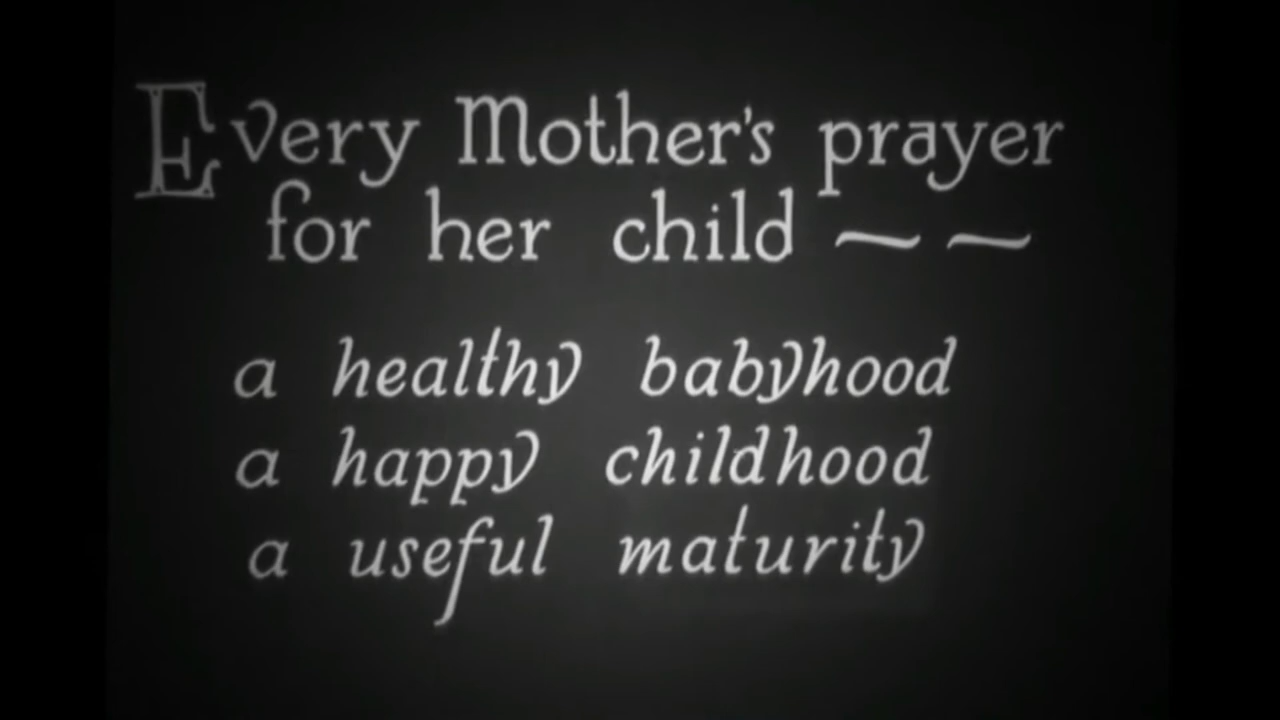 Every Mother's prayer
for her child ~ ~
a healthy babyhood
a happy childhood
a useful maturity